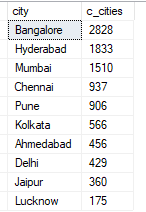 city c_cities
Bangalore 2828
Hyderabad 1833
Mumbai 1510
Chennai 937
Pune 906
Kolkata 566
Ahmedabad 456
Delhi 429
Jaipur 360
Lucknow 175